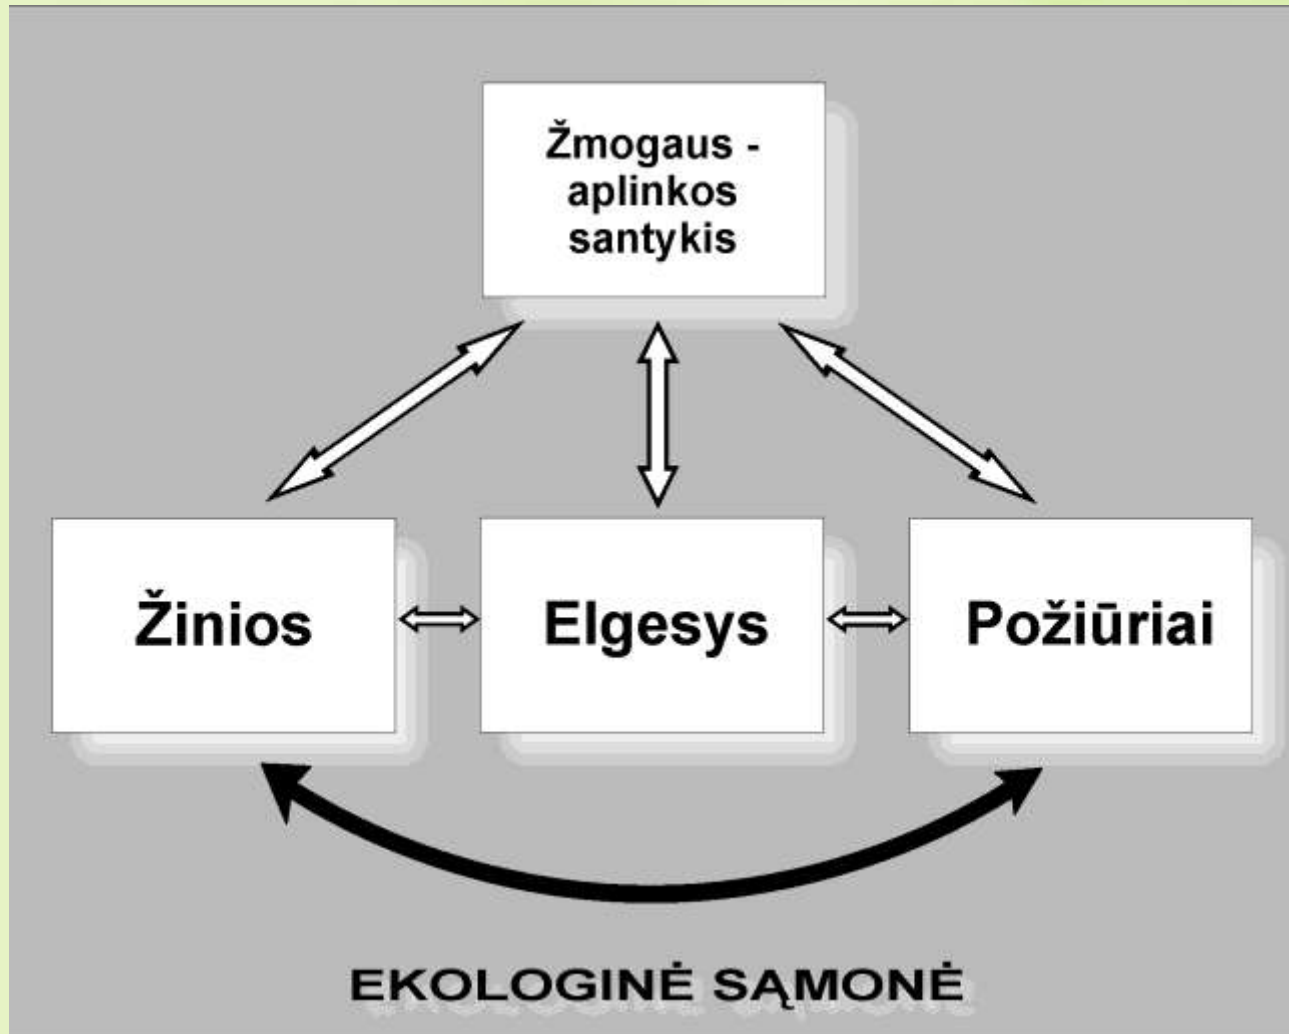 Žmogaus -
aplinkos
santykis
Žinios
Elgesys
Požiūriai
EKOLOGINĖ SĄMONĖ